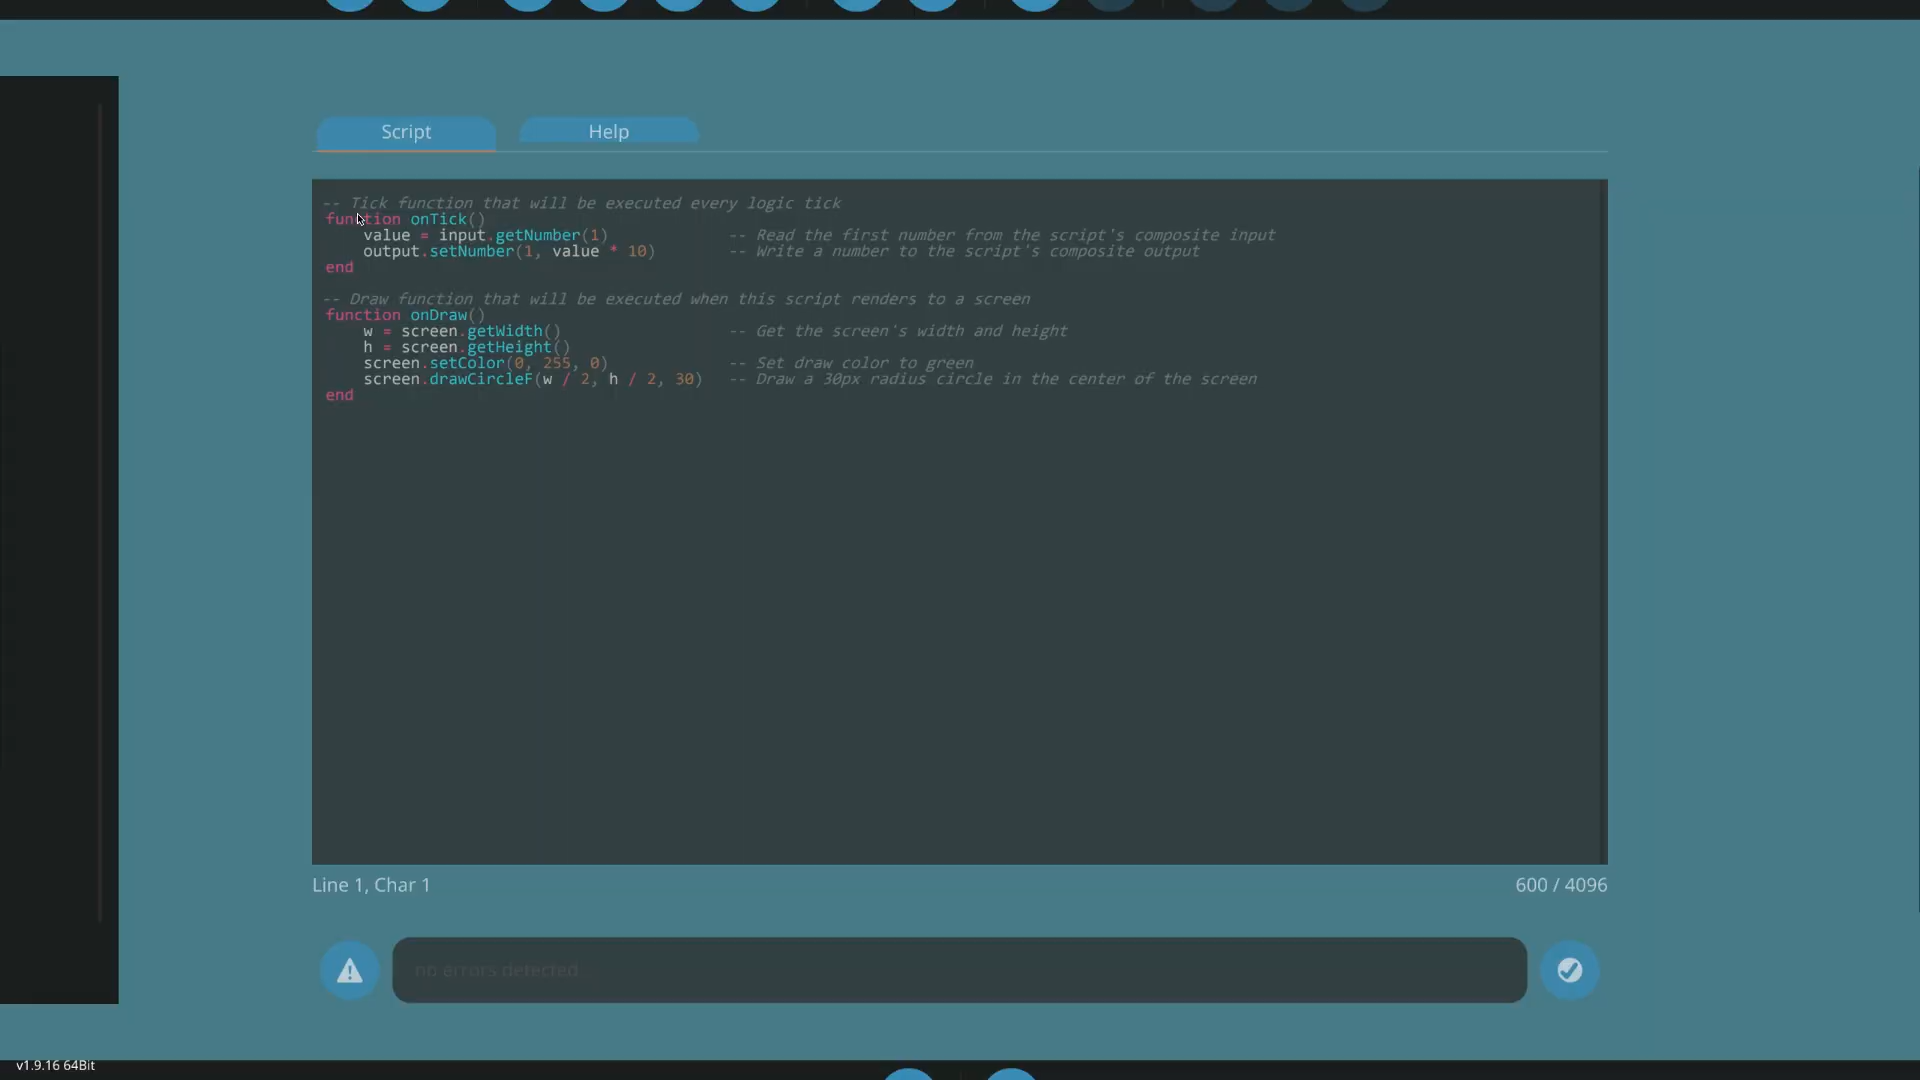 Script
Help
-- Tick function that will be executed every logic tick
function onTick()
    value = input.getNumber(1)             -- Read the first number from the script's composite input
    output.setNumber(1, value * 10)        -- Write a number to the script's composite output
end
-- Draw function that will be executed when this script renders to a screen
function onDraw()
    w = screen.getWidth()                  -- Get the screen's width and height
    h = screen.getHeight()
    screen.setColor(0, 255, 0)             -- Set draw color to green
    screen.drawCircleF(w / 2, h / 2, 30)   -- Draw a 30px radius circle in the center of the screen
end
Line 1, Char 1
600 / 4096
no errors detected
v1.9.16 64Bit